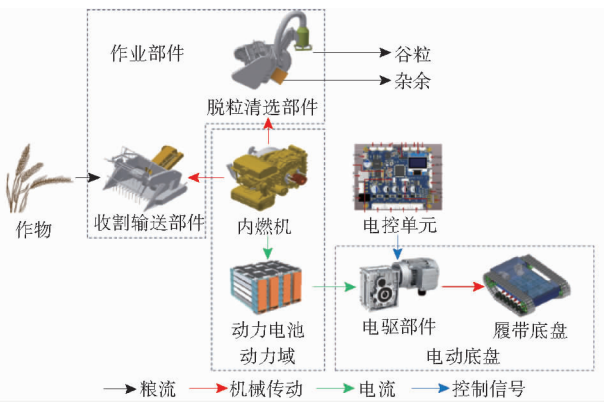 作业部件
谷粒
杂余
脱粒清选部件
作物
收割输送部件
内燃机
电控单元
动力电池
动力域
电驱部件
履带底盘
电动底盘
粮流
机械传动
电流
控制信号